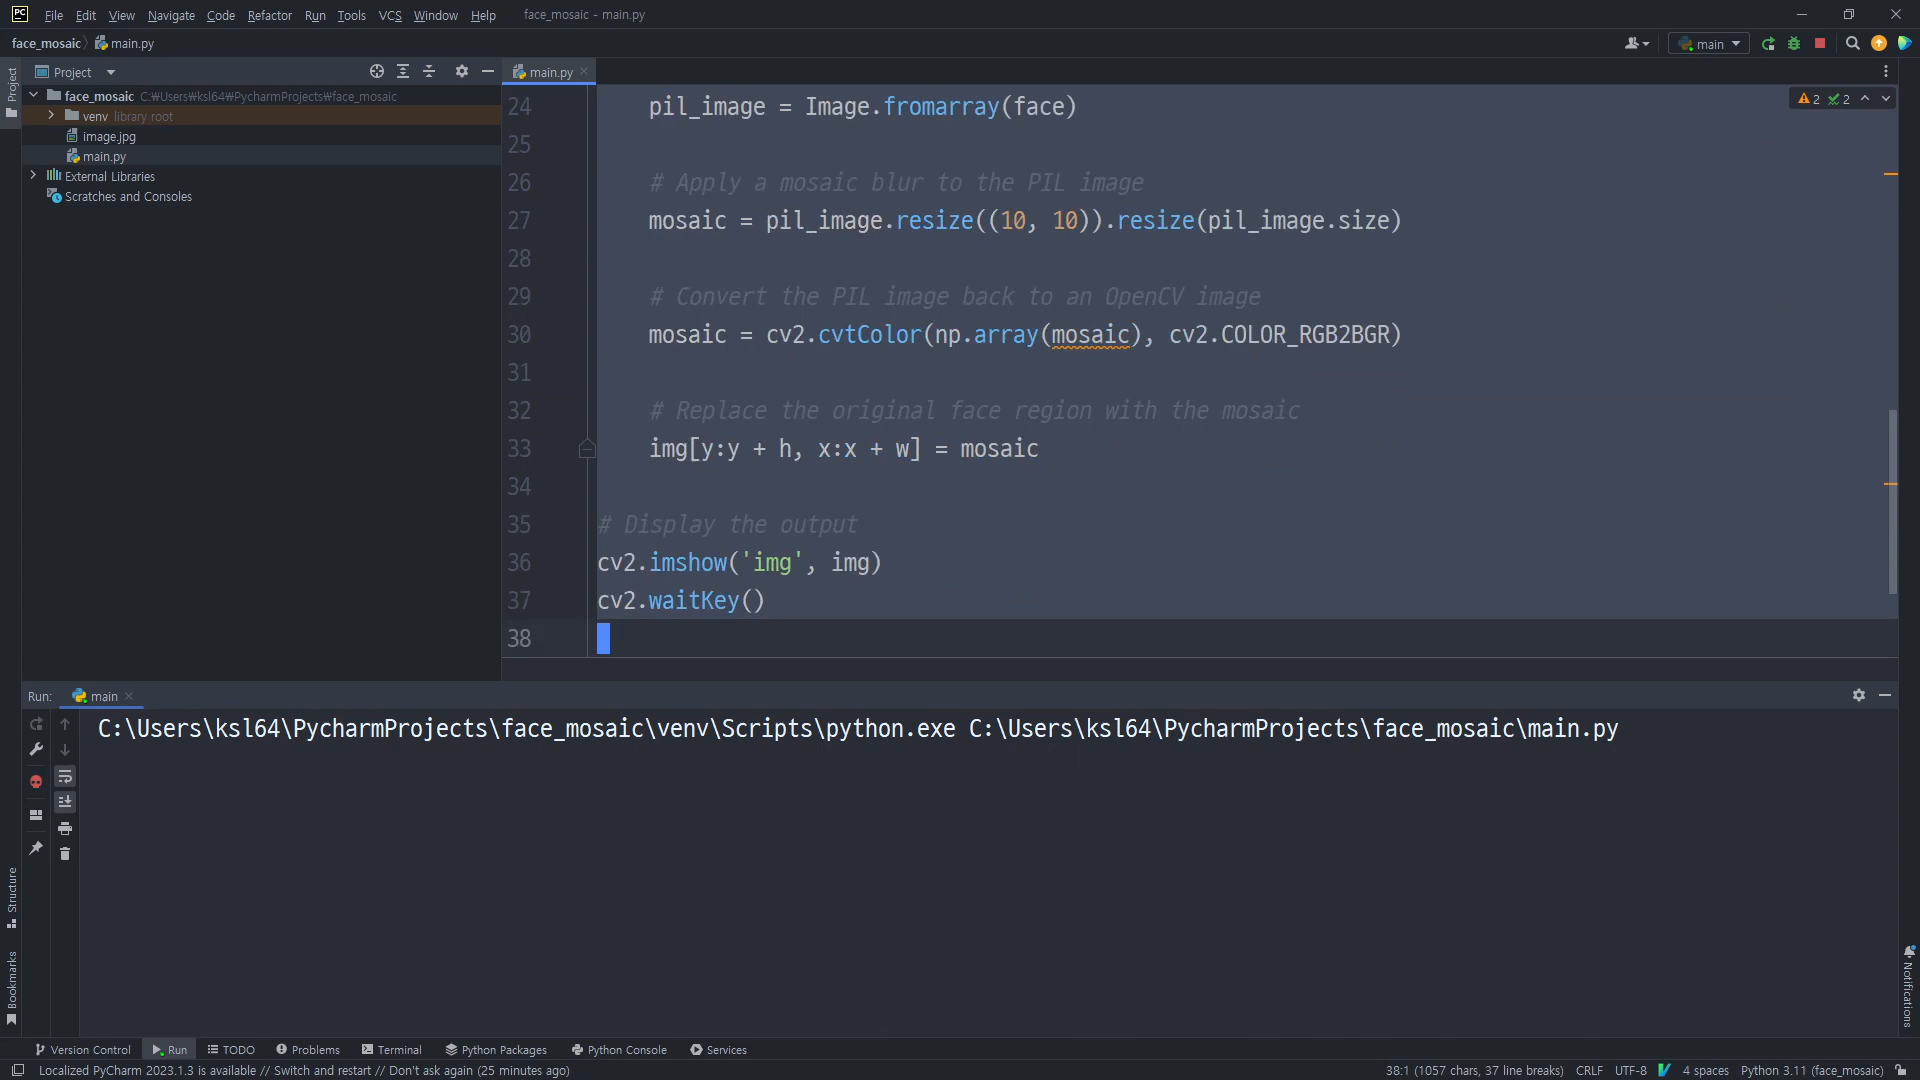 PC File Edit View Navigate Code Refactor Run Tools VCS Window Help face_mosaic - main.py
face_mosaic main.py main
Project
Project
main.py
face_mosaic C:₩Users₩ksl64₩PycharmProjects₩face_mosaic
venv library root
image.jpg
main.py
External Libraries
Scratches and Consoles
2 2
24 pil_image = Image.fromarray(face)
25
26 # Apply a mosaic blur to the PIL image
27 mosaic = pil_image.resize((10, 10)).resize(pil_image.size)
28
29 # Convert the PIL image back to an OpenCV image
30 mosaic = cv2.cvtColor(np.array(mosaic), cv2.COLOR_RGB2BGR)
31
32 # Replace the original face region with the mosaic
33 img[y:y + h, x:x + w] = mosaic
34
35 # Display the output
36 cv2.imshow('img', img)
37 cv2.waitKey()
38
Run: main
C:\Users\ksl64\PycharmProjects\face_mosaic\venv\Scripts\python.exe C:\Users\ksl64\PycharmProjects\face_mosaic\main.py
Structure
Bookmarks
Notifications
Version Control Run TODO Problems Terminal Python Packages Python Console Services
Localized PyCharm 2023.1.3 is available // Switch and restart // Don't ask again (25 minutes ago) 38:1 (1057 chars, 37 line breaks) CRLF UTF-8 4 spaces Python 3.11 (face_mosaic)